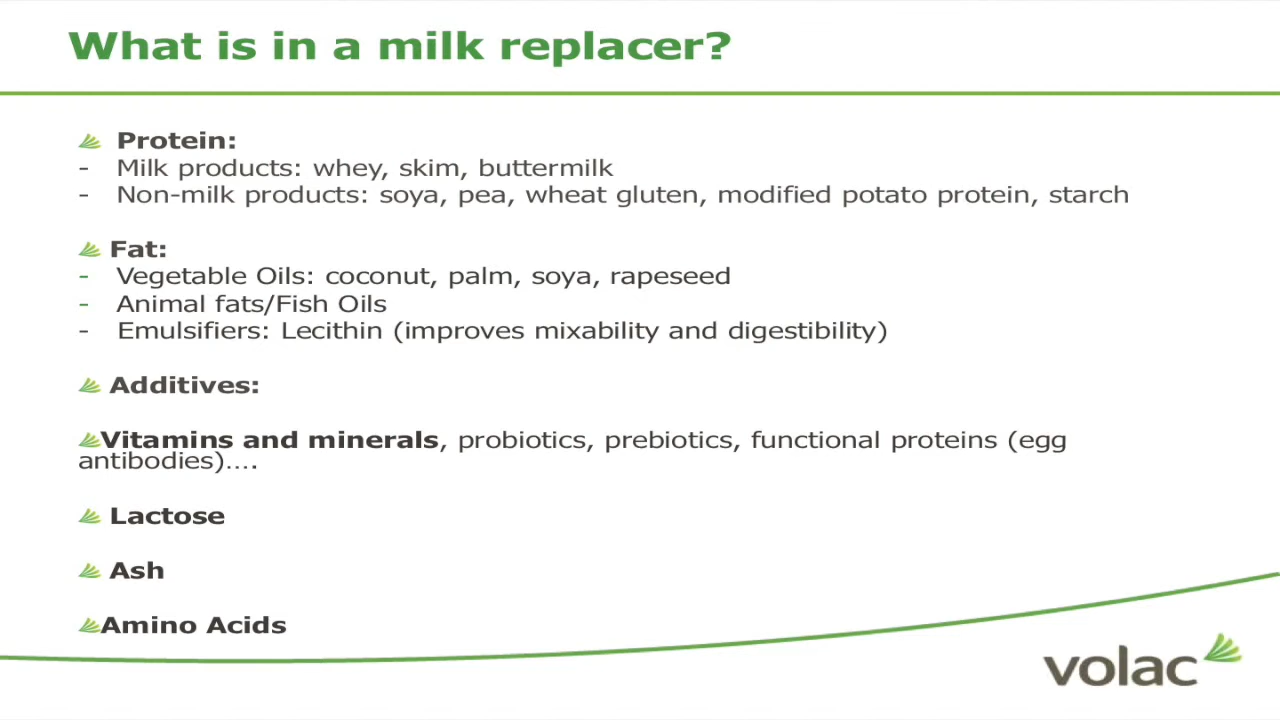 What is in a milk replacer?
Protein:
- Milk products: whey, skim, buttermilk
- Non-milk products: soya, pea, wheat gluten, modified potato protein, starch
Fat:
- Vegetable Oils: coconut, palm, soya, rapeseed
- Animal fats/Fish Oils
- Emulsifiers: Lecithin (improves mixability and digestibility)
Additives:
Vitamins and minerals, probiotics, prebiotics, functional proteins (egg
antibodies)….
Lactose
Ash
Amino Acids
volac